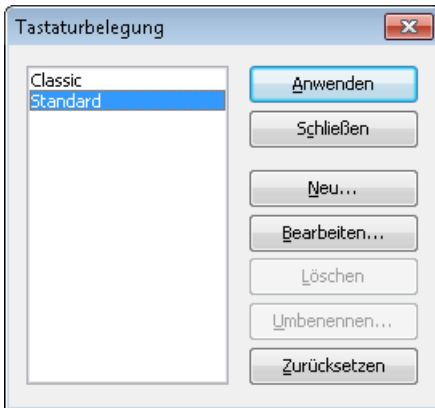 Tastaturbelegung
Classic
Standard
Anwenden
Schließen
Neu...
Bearbeiten...
Löschen
Umbenennen...
Zurücksetzen